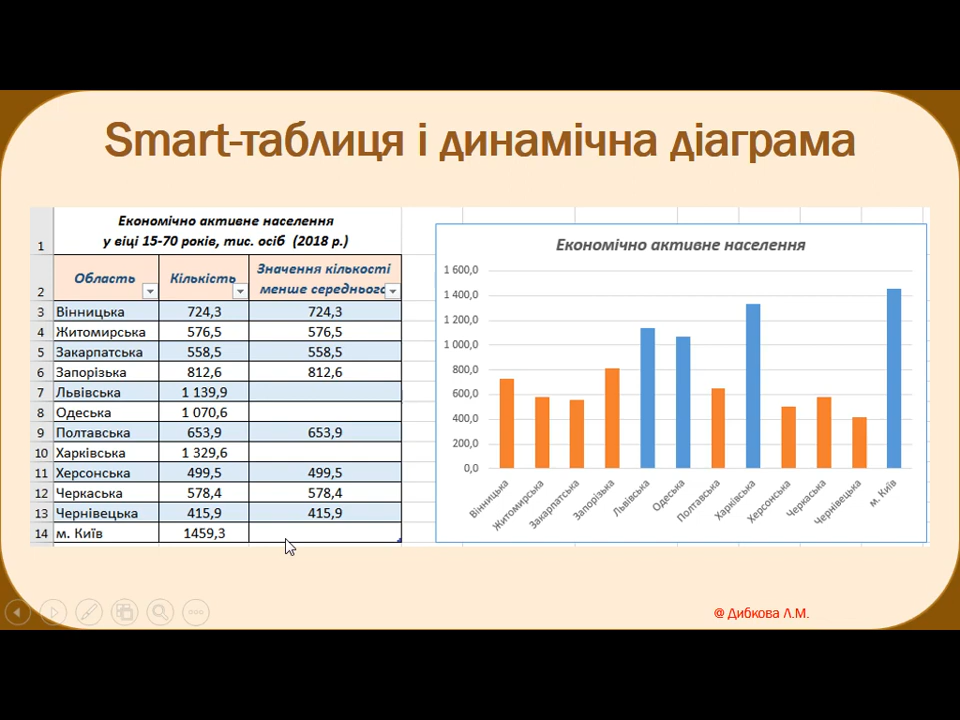 Smart-таблиця і динамічна діаграма
1 Економічно активне населення
у віці 15-70 років, тис. осіб (2018 р.)
2 Область Кількість Значення кількості менше середнього
3 Вінницька 724,3 724,3
4 Житомирська 576,5 576,5
5 Закарпатська 558,5 558,5
6 Запорізька 812,6 812,6
7 Львівська 1 139,9
8 Одеська 1 070,6
9 Полтавська 653,9 653,9
10 Харківська 1 329,6
11 Херсонська 499,5 499,5
12 Черкаська 578,4 578,4
13 Чернівецька 415,9 415,9
14 м. Київ 1459,3
Економічно активне населення
1 600,0
1 400,0
1 200,0
1 000,0
800,0
600,0
400,0
200,0
0,0
Вінницька Житомирська Закарпатська Запорізька Львівська Одеська Полтавська Харківська Херсонська Черкаська Чернівецька м. Київ
@ Дибкова Л.М.